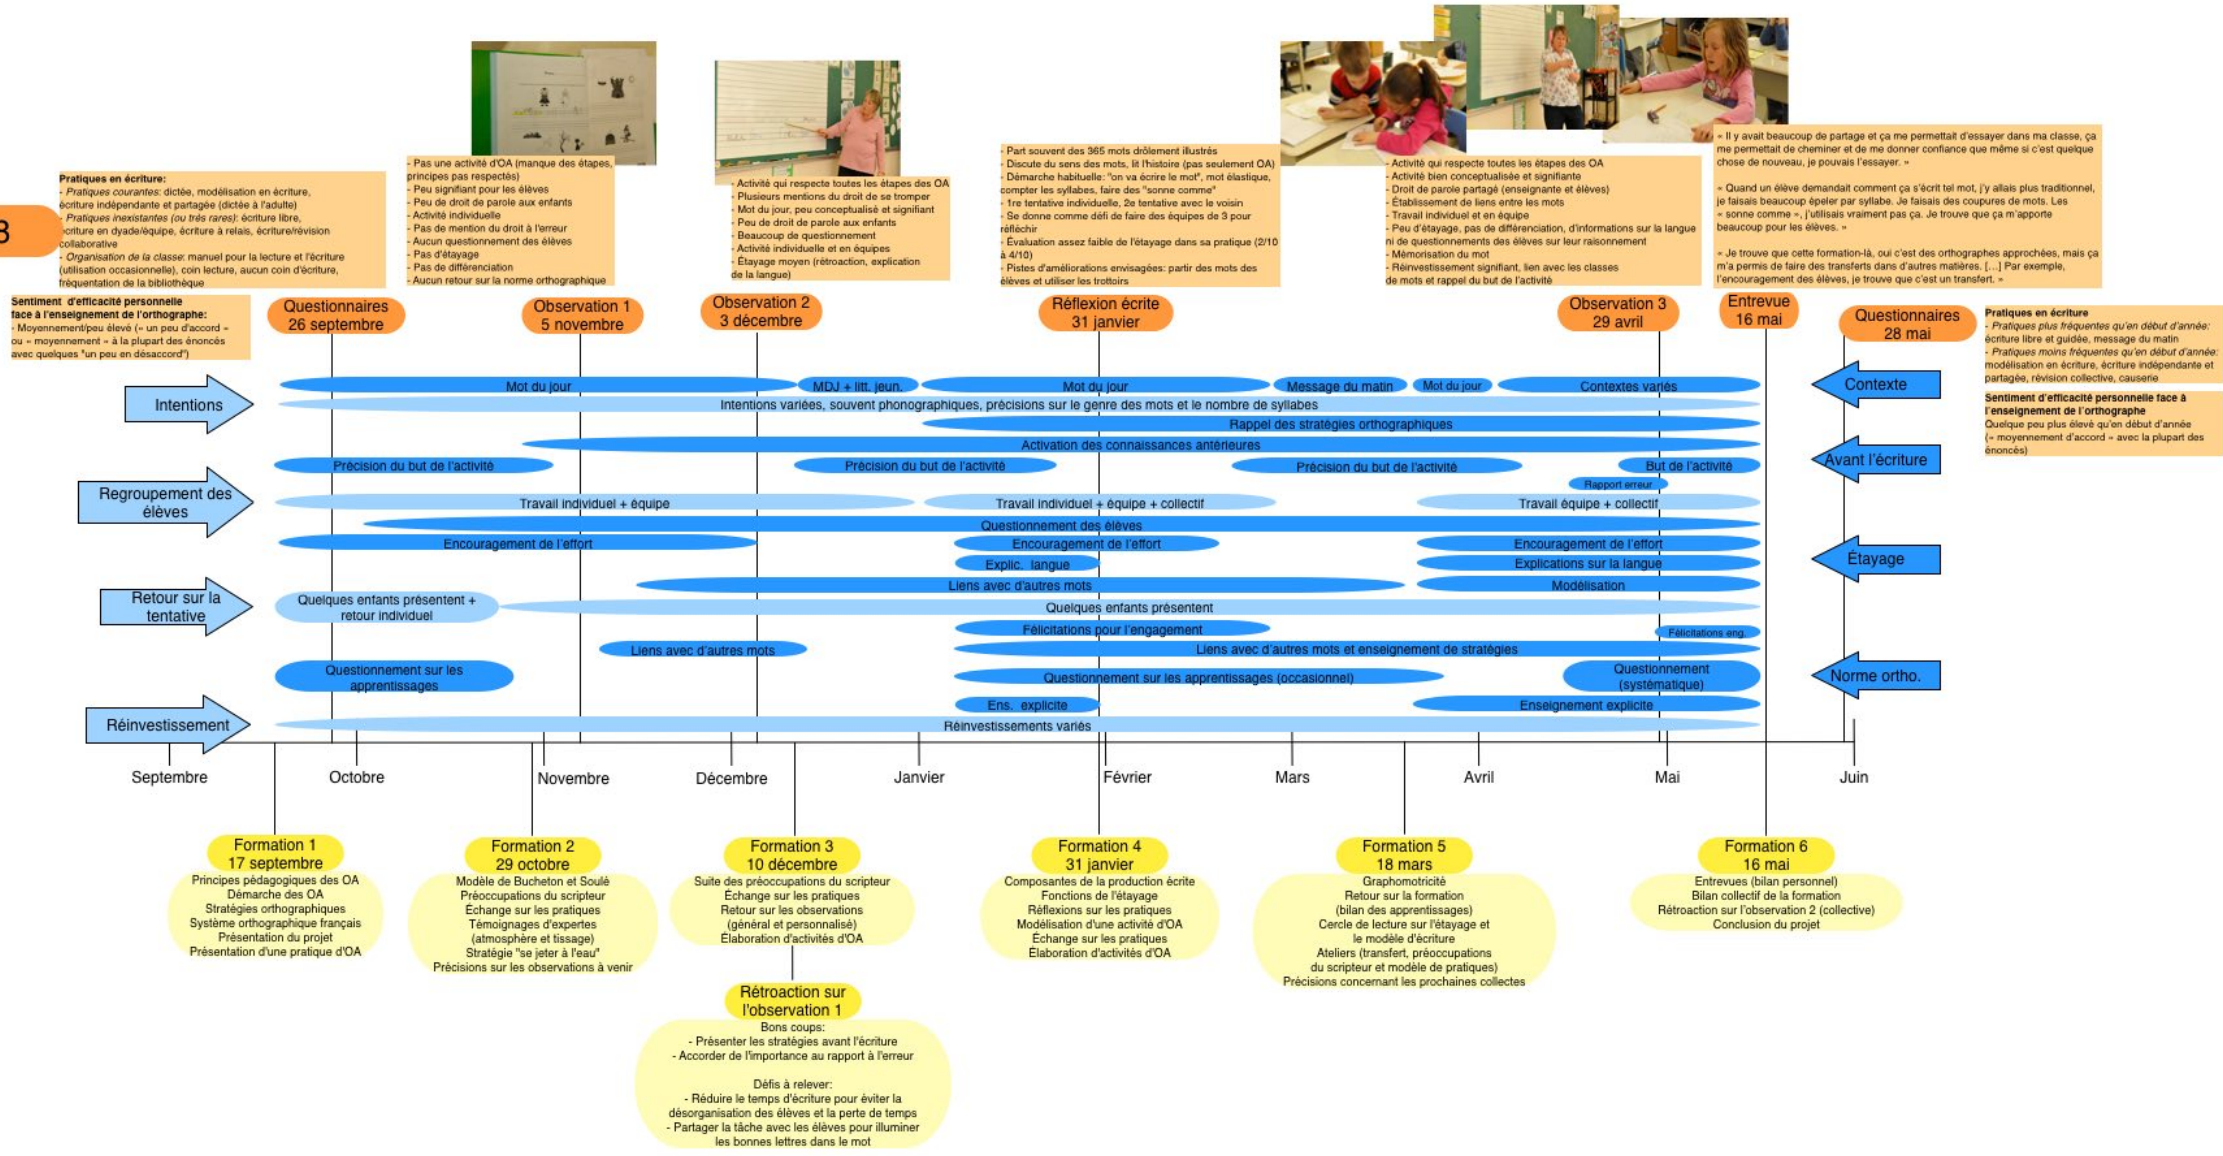 3
Pratiques en écriture:
- Pratiques courantes: dictée, modélisation en écriture,
écriture indépendante et partagée (dictée à l'adulte)
- Pratiques inexistantes (ou très rares): écriture libre,
écriture en dyade/équipe, écriture à relais, écriture/révision
collaborative
- Organisation de la classe: manuel pour la lecture et l'écriture
(utilisation occasionnelle), coin lecture, aucun coin d'écriture,
fréquentation de la bibliothèque
Sentiment d'efficacité personnelle
face à l'enseignement de l'orthographe:
- Moyennement/peu élevé (« un peu d'accord »
ou « moyennement » à la plupart des énoncés
avec quelques "un peu en désaccord")
- Pas une activité d'OA (manque des étapes,
principes pas respectés)
- Peu signifiant pour les élèves
- Peu de droit de parole aux enfants
- Activité individuelle
- Pas de mention du droit à l'erreur
- Aucun questionnement des élèves
- Pas d'étayage
- Pas de différenciation
- Aucun retour sur la norme orthographique
- Activité qui respecte toutes les étapes des OA
- Plusieurs mentions du droit de se tromper
- Mot du jour, peu conceptualisé et signifiant
- Peu de droit de parole aux enfants
- Beaucoup de questionnement
- Activité individuelle et en équipes
- Étayage moyen (rétroaction, explication
de la langue)
- Part souvent des 365 mots drôlement illustrés
- Discute du sens des mots, lit l'histoire (pas seulement OA)
- Démarche habituelle: "on va écrire le mot", mot élastique,
compter les syllabes, faire des "sonne comme"
- 1re tentative individuelle, 2e tentative avec le voisin
- Se donne comme défi de faire des équipes de 3 pour
réfléchir
- Évaluation assez faible de l'étayage dans sa pratique (2/10
à 4/10)
- Pistes d'améliorations envisagées: partir des mots des
élèves et utiliser les trottoirs
- Activité qui respecte toutes les étapes des OA
- Activité bien conceptualisée et signifiante
- Droit de parole partagé (enseignante et élèves)
- Établissement de liens entre les mots
- Travail individuel et en équipe
- Peu d'étayage, pas de différenciation, d'informations sur la langue
ni de questionnements des élèves sur leur raisonnement
- Mémorisation du mot
- Réinvestissement signifiant, lien avec les classes
de mots et rappel du but de l'activité
« Il y avait beaucoup de partage et ça me permettait d'essayer dans ma classe, ça
me permettait de cheminer et de me donner confiance que même si c'est quelque
chose de nouveau, je pouvais l'essayer. »
« Quand un élève demandait comment ça s'écrit tel mot, j'y allais plus traditionnel,
je faisais beaucoup épeler par syllabe. Je faisais des coupures de mots. Les
« sonne comme », j'utilisais vraiment pas ça. Je trouve que ça m'apporte
beaucoup pour les élèves. »
« Je trouve que cette formation-là, oui c'est des orthographes approchées, mais ça
m'a permis de faire des transferts dans d'autres matières. […] Par exemple,
l'encouragement des élèves, je trouve que c'est un transfert. »
Questionnaires
26 septembre
Observation 1
5 novembre
Observation 2
3 décembre
Réflexion écrite
31 janvier
Observation 3
29 avril
Entrevue
16 mai
Questionnaires
28 mai
Pratiques en écriture
- Pratiques plus fréquentes qu'en début d'année:
écriture libre et guidée, message du matin
- Pratiques moins fréquentes qu'en début d'année:
modélisation en écriture, écriture indépendante et
partagée, révision collective, causerie
Sentiment d'efficacité personnelle face à
l'enseignement de l'orthographe
Quelque peu plus élevé qu'en début d'année
(« moyennement d'accord » avec la plupart des
énoncés)
Intentions
Mot du jour
MDJ + litt. jeun.
Mot du jour
Message du matin
Mot du jour
Contextes variés
Contexte
Intentions variées, souvent phonographiques, précisions sur le genre des mots et le nombre de syllabes
Rappel des stratégies orthographiques
Activation des connaissances antérieures
Précision du but de l'activité
Précision du but de l'activité
Précision du but de l'activité
But de l'activité
Avant l'écriture
Rapport erreur
Regroupement des
élèves
Travail individuel + équipe
Travail individuel + équipe + collectif
Travail équipe + collectif
Questionnement des élèves
Encouragement de l'effort
Encouragement de l'effort
Encouragement de l'effort
Explic. langue
Explications sur la langue
Étayage
Liens avec d'autres mots
Modélisation
Retour sur la
tentative
Quelques enfants présentent +
retour individuel
Quelques enfants présentent
Félicitations pour l'engagement
Félicitations eng.
Liens avec d'autres mots
Liens avec d'autres mots et enseignement de stratégies
Questionnement sur les
apprentissages
Questionnement sur les apprentissages (occasionnel)
Questionnement
(systématique)
Norme ortho.
Ens. explicite
Enseignement explicite
Réinvestissement
Réinvestissements variés
Septembre
Octobre
Novembre
Décembre
Janvier
Février
Mars
Avril
Mai
Juin
Formation 1
17 septembre
Principes pédagogiques des OA
Démarche des OA
Stratégies orthographiques
Système orthographique français
Présentation du projet
Présentation d'une pratique d'OA
Formation 2
29 octobre
Modèle de Bucheton et Soulé
Préoccupations du scripteur
Échange sur les pratiques
Témoignages d'expertes
(atmosphère et tissage)
Stratégie "se jeter à l'eau"
Précisions sur les observations à venir
Formation 3
10 décembre
Suite des préoccupations du scripteur
Échange sur les pratiques
Retour sur les observations
(général et personnalisé)
Élaboration d'activités d'OA
Rétroaction sur
l'observation 1
Bons coups:
- Présenter les stratégies avant l'écriture
- Accorder de l'importance au rapport à l'erreur
Défis à relever:
- Réduire le temps d'écriture pour éviter la
désorganisation des élèves et la perte de temps
- Partager la tâche avec les élèves pour illuminer
les bonnes lettres dans le mot
Formation 4
31 janvier
Composantes de la production écrite
Fonctions de l'étayage
Réflexions sur les pratiques
Modélisation d'une activité d'OA
Échange sur les pratiques
Élaboration d'activités d'OA
Formation 5
18 mars
Graphomotricité
Retour sur la formation
(bilan des apprentissages)
Cercle de lecture sur l'étayage et
le modèle d'écriture
Ateliers (transfert, préoccupations
du scripteur et modèle de pratiques)
Précisions concernant les prochaines collectes
Formation 6
16 mai
Entrevues (bilan personnel)
Bilan collectif de la formation
Rétroaction sur l'observation 2 (collective)
Conclusion du projet